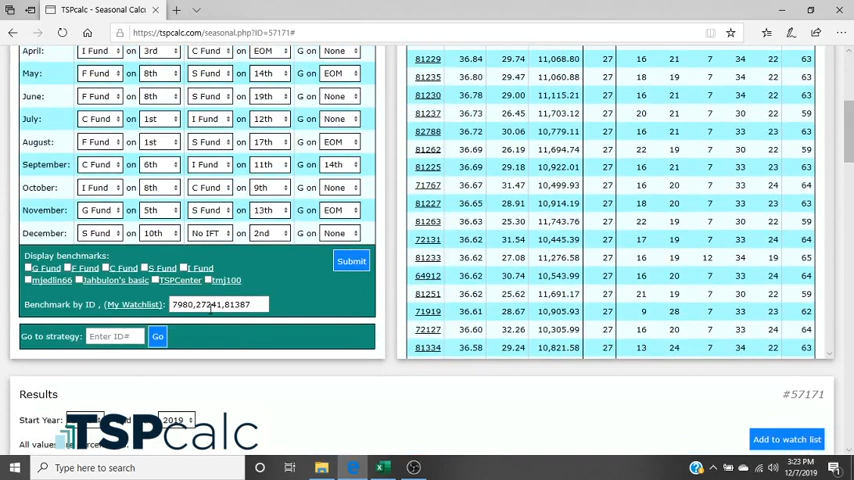 TSPcalc - Seasonal Calcu
https://tspcalc.com/seasonal.php?ID=57171#
April: I Fund on 3rd C Fund on EOM G on None
May: F Fund on 8th S Fund on 14th G on EOM
June: F Fund on 8th S Fund on 19th G on EOM
July: C Fund on 1st I Fund on 12th G on None
August: F Fund on 1st S Fund on 17th G on EOM
September: C Fund on 6th I Fund on 11th G on 14th
October: I Fund on 8th C Fund on 9th G on None
November: G Fund on 5th S Fund on 13th G on EOM
December: S Fund on 10th No IFT on 2nd G on None
Display benchmarks:
G Fund F Fund C Fund S Fund I Fund
mjedlin66 Jahbulon's basic TSPCenter tmj100
Submit
Benchmark by ID , (My Watchlist): 7980,27241,81387
Go to strategy: Enter ID# Go
81229 36.84 29.74 11,068.80 27 16 21 7 34 22 63
81235 36.80 29.47 11,060.88 27 18 19 7 34 22 63
81230 36.78 29.00 11,115.21 27 16 21 7 34 22 63
81237 36.73 26.45 11,703.12 27 20 21 7 30 22 59
82788 36.72 30.06 10,779.11 27 16 21 7 33 23 63
81262 36.69 26.19 11,694.74 27 22 19 7 30 22 59
81225 36.69 29.18 10,922.01 27 16 21 7 33 22 63
71767 36.67 31.47 10,499.93 27 16 20 7 33 24 64
81227 36.65 28.91 10,914.19 27 18 20 7 33 22 63
81263 36.63 25.30 11,743.76 27 22 19 7 30 22 59
72131 36.62 31.54 10,445.39 27 16 19 7 33 24 64
81233 36.62 27.08 11,276.58 27 16 19 12 34 19 65
64912 36.62 30.74 10,543.99 27 16 20 7 33 24 64
81251 36.62 25.62 11,691.17 27 21 19 7 30 22 59
71919 36.61 28.67 10,905.93 27 9 28 7 33 24 63
72127 36.60 32.26 10,305.99 27 16 20 7 33 24 64
81334 36.58 29.24 10,821.58 27 13 24 7 34 22 63
Results
#57171
Start Year: 2019
TSPcalc
Add to watch list
Type here to search
3:23 PM
12/7/2019